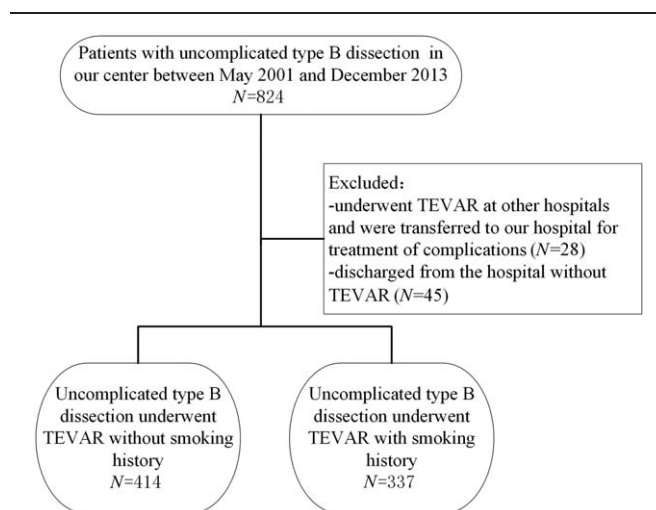 Patients with uncomplicated type B dissection in
our center between May 2001 and December 2013
N=824
Excluded:
-underwent TEVAR at other hospitals
and were transferred to our hospital for
treatment of complications (N=28)
-discharged from the hospital without
TEVAR (N=45)
Uncomplicated type B
dissection underwent
TEVAR without smoking
history
N=414
Uncomplicated type B
dissection underwent
TEVAR with smoking
history
N=337